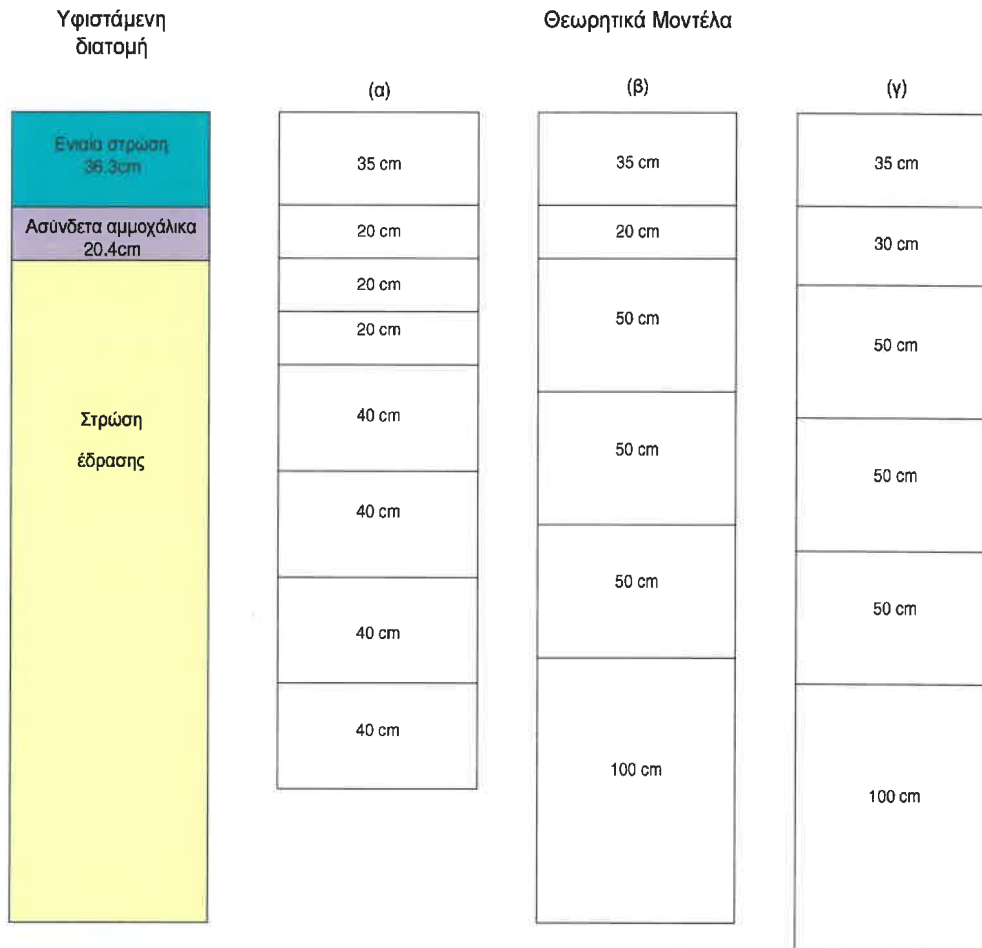 Υφιστάμενη
διατομή
Θεωρητικά Μοντέλα
(α)
(β)
(γ)
Ενιαία στρώση
36.3cm
Ασύνδετα αμμοχάλικα
20.4cm
Στρώση
έδρασης
35 cm
20 cm
20 cm
20 cm
40 cm
40 cm
40 cm
40 cm
35 cm
20 cm
50 cm
50 cm
50 cm
100 cm
35 cm
30 cm
50 cm
50 cm
50 cm
100 cm